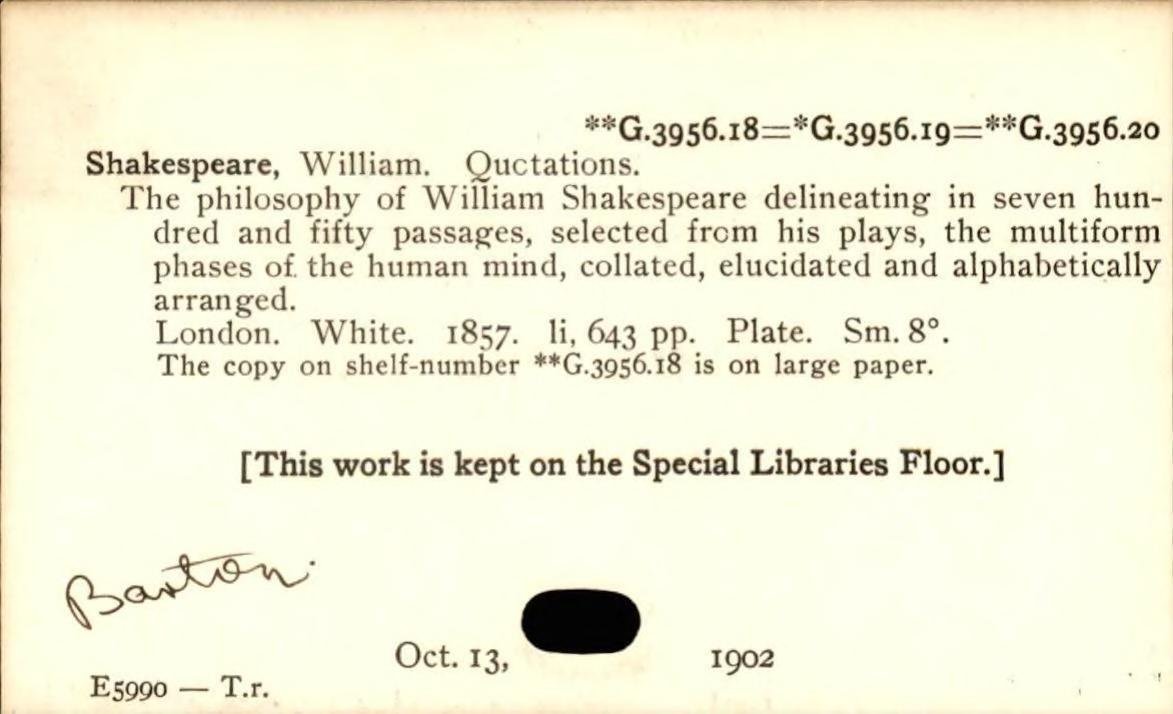 **G.3956.18=*G.3956.19=**G.3956.20
Shakespeare, William. Quotations.
The philosophy of William Shakespeare delineating in seven hun-
dred and fifty passages, selected from his plays, the multiform
phases of the human mind, collated, elucidated and alphabetically
arranged.
London. White. 1857. li, 643 pp. Plate. Sm. 8°.
The copy on shelf-number **G.3956.18 is on large paper.
[This work is kept on the Special Libraries Floor.]
Barton.
Oct. 13, 1902
E5990 — T.r.